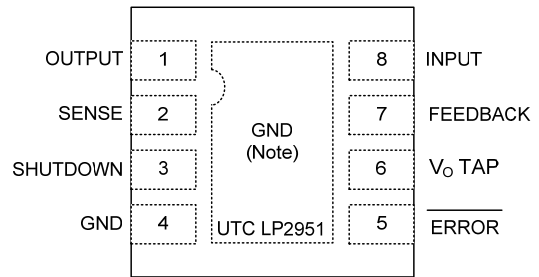 OUTPUT 1 8 INPUT
SENSE 2 7 FEEDBACK
GND
(Note)
SHUTDOWN 3 6 VO TAP
GND 4 UTC LP2951 5 ERROR